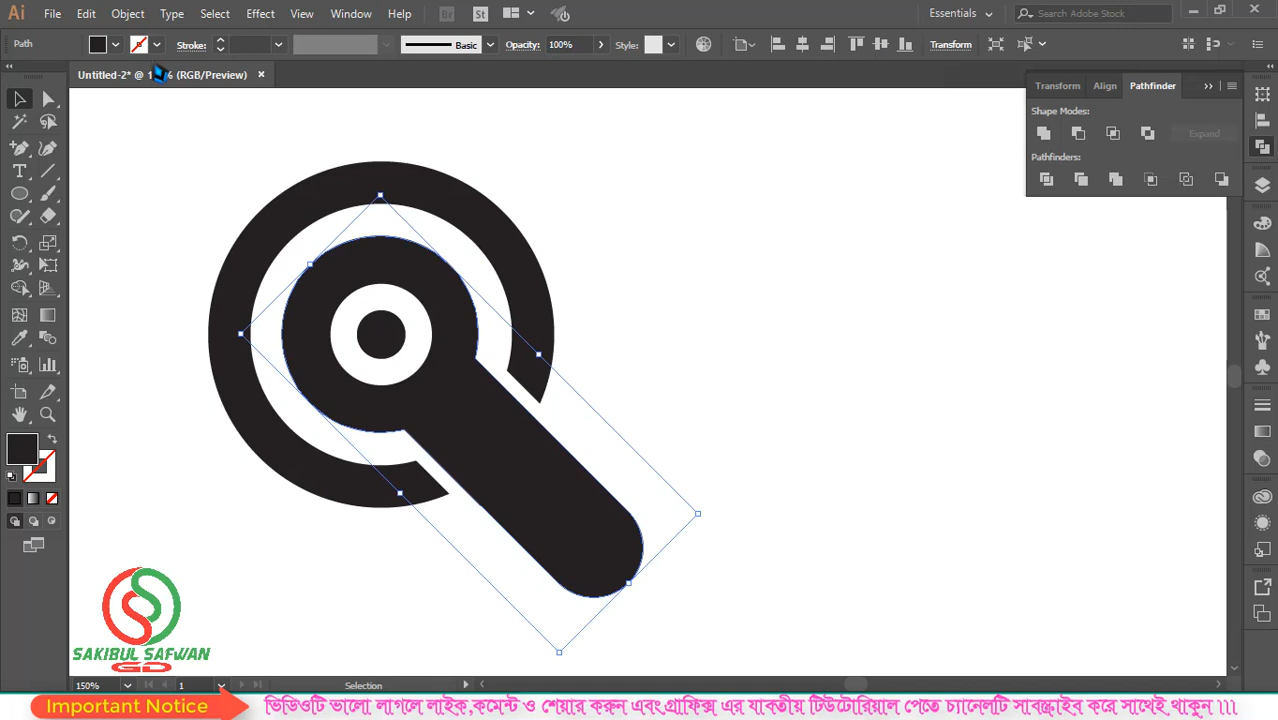 Ai File Edit Object Type Select Effect View Window Help Br St Essentials Search Adobe Stock
Path Stroke: Basic Opacity: 100% Style: Transform
(RGB/Preview)
Transform Align Pathfinder
Shape Modes:
Expand
Pathfinders:
SAKIBUL SAFWAN
GD
150% 1 Selection
Important Notice ভিডিওটি ভালো লাগলে লাইক,কমেন্ট ও শেয়ার করুন এবং গ্রাফিক্স এর যাবতীয় টিউটোরিয়াল পেতে চ্যানেলটি সাবস্ক্রাইব করে সাথেই থাকুন